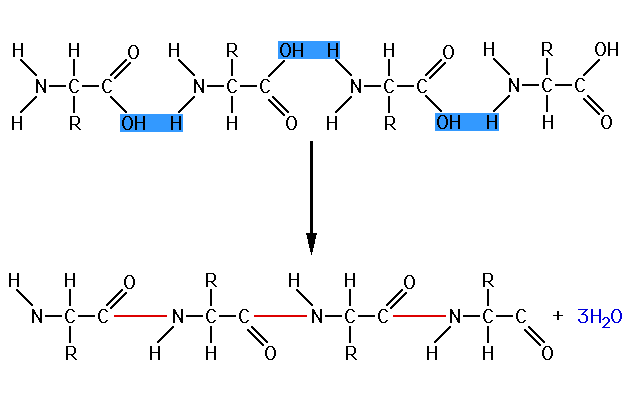 H H O H R OH H H O H R OH
N C C N C C N C C N C C
H R OH H H O H R OH H H O
H H O R H H O R
N C C N C C N C C N C C + 3H₂O
R H H O R H H O